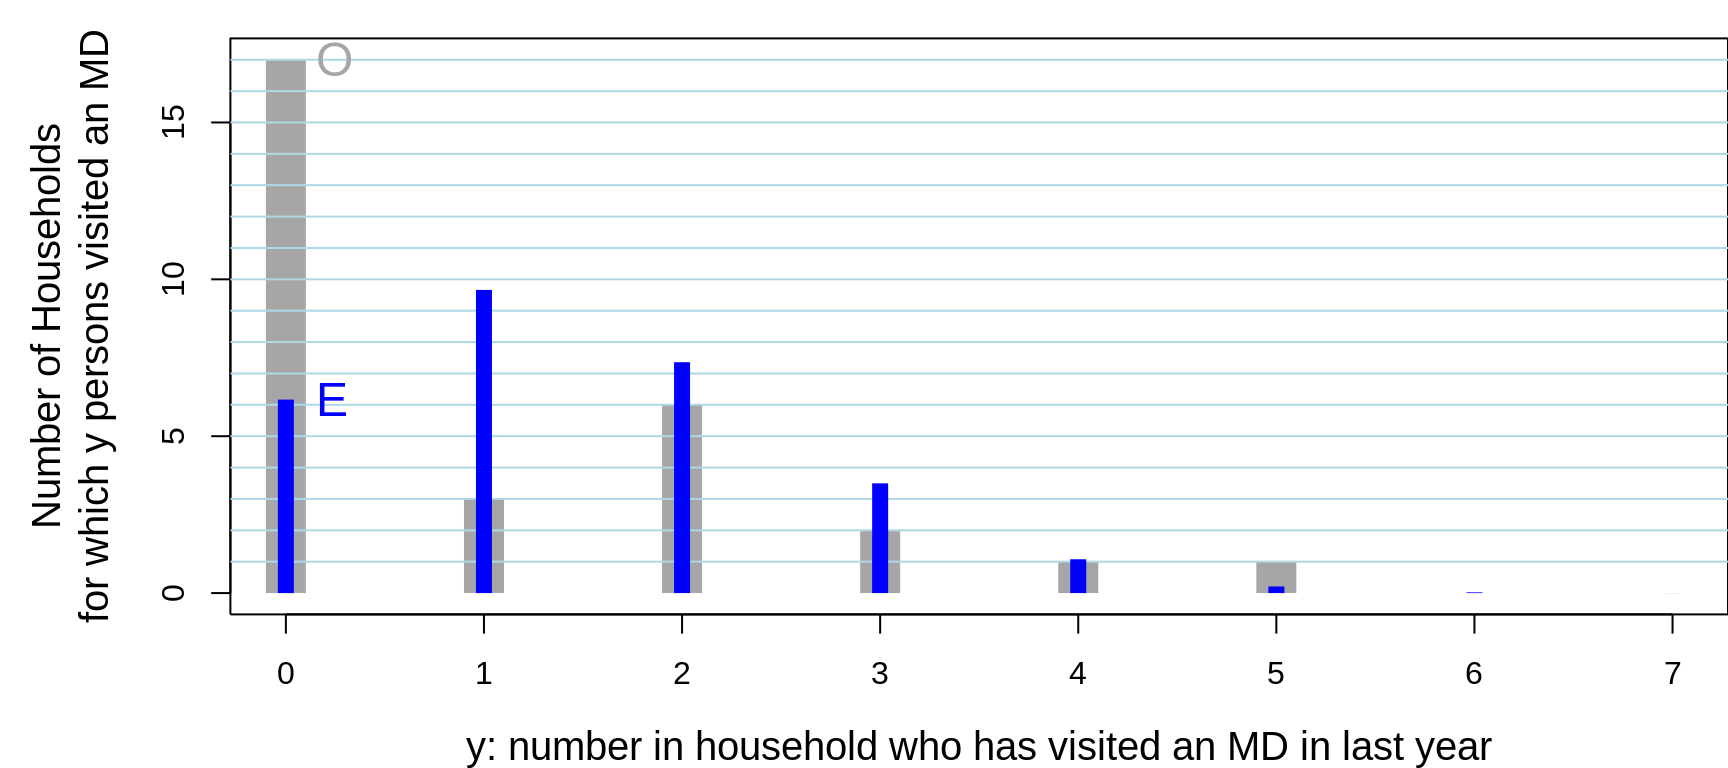 Number of Households
for which y persons visited an MD
15
10
5
0
O
E
0 1 2 3 4 5 6 7
y: number in household who has visited an MD in last year